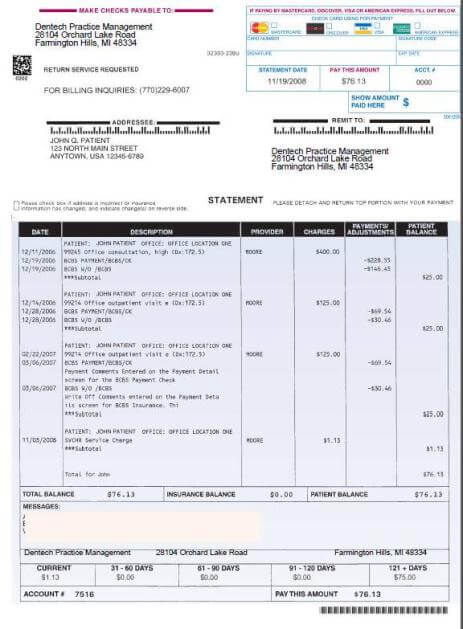 MAKE CHECKS PAYABLE TO:
Dentech Practice Management
28104 Orchard Lake Road
Farmington Hills, MI 48334
RETURN SERVICE REQUESTED
FOR BILLING INQUIRIES: (770)229-6007
IF PAYING BY MASTERCARD, DISCOVER, VISA OR AMERICAN EXPRESS, FILL OUT BELOW.
CHECK CARD USING FOR PAYMENT
MASTERCARD DISCOVER VISA AMERICAN EXPRESS
CARD NUMBER SIGNATURE CODE
SIGNATURE EXP. DATE
STATEMENT DATE PAY THIS AMOUNT ACCT. #
11/19/2008 $76.13 0000
SHOW AMOUNT PAID HERE $
ADDRESSEE:
JOHN Q. PATIENT
123 NORTH MAIN STREET
ANYTOWN, USA 12345-6789
REMIT TO:
Dentech Practice Management
28104 Orchard Lake Road
Farmington Hills, MI 48334
Please check box if address is incorrect or insurance
information has changed, and indicate change(s) on reverse side.
STATEMENT
PLEASE DETACH AND RETURN TOP PORTION WITH YOUR PAYMENT
DATE DESCRIPTION PROVIDER CHARGES PAYMENTS/ADJUSTMENTS PATIENT BALANCE
PATIENT: JOHN PATIENT OFFICE: OFFICE LOCATION ONE
12/11/2006 99245 Office consultation, high (Dx:172.5) MOORE $400.00
12/19/2006 BCBS PAYMENT/BCBS/CK -$228.55
12/19/2006 BCBS W/O /BCBS -$146.45
***Subtotal $25.00
PATIENT: JOHN PATIENT OFFICE: OFFICE LOCATION ONE
12/14/2006 99214 Office outpatient visit e (Dx:172.5) MOORE $125.00
12/28/2006 BCBS PAYMENT/BCBS/CK -$69.54
12/28/2006 BCBS W/O /BCBS -$30.46
***Subtotal $25.00
PATIENT: JOHN PATIENT OFFICE: OFFICE LOCATION ONE
02/22/2007 99214 Office outpatient visit e (Dx:172.5) MOORE $125.00
03/06/2007 BCBS PAYMENT/BCBS/CK -$69.54
Payment Comments Entered on the Payment Detail
screen for the BCBS Payment Check
03/06/2007 BCBS W/O /BCBS -$30.46
Write Off Comments entered on the Payment Deta
ils screen for BCBS Insurance. Thi
***Subtotal $25.00
PATIENT: JOHN PATIENT OFFICE: OFFICE LOCATION ONE
11/03/2008 SVCHR Service Charge MOORE $1.13
***Subtotal $1.13
Total for John $76.13
TOTAL BALANCE $76.13 INSURANCE BALANCE $0.00 PATIENT BALANCE $76.13
MESSAGES:
Dentech Practice Management 28104 Orchard Lake Road Farmington Hills, MI 48334
CURRENT 31 - 60 DAYS 61 - 90 DAYS 91 - 120 DAYS 121 + DAYS
$1.13 $0.00 $0.00 $0.00 $75.00
ACCOUNT # 7516 PAY THIS AMOUNT $76.13